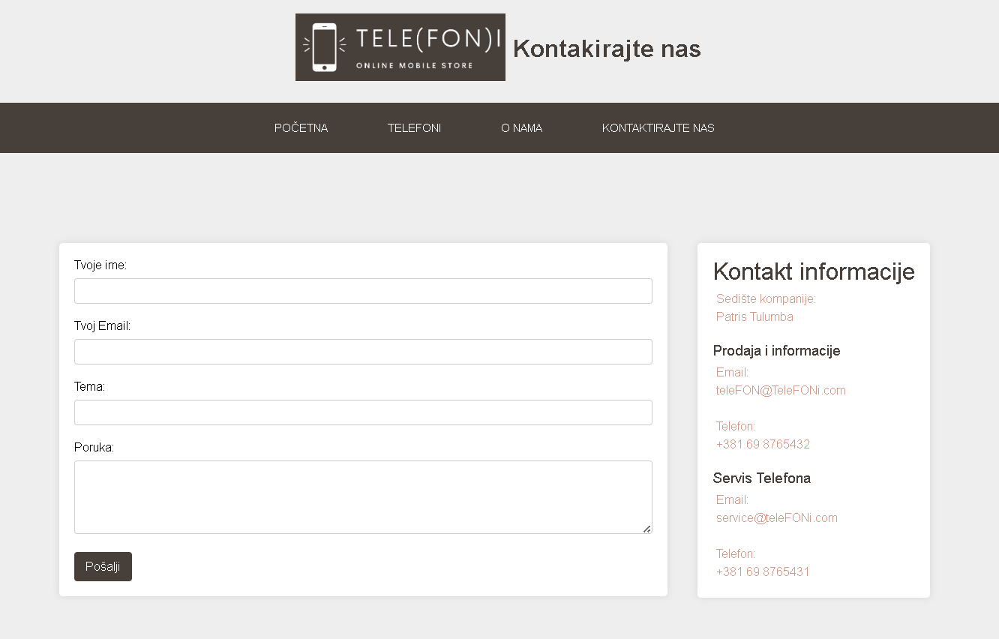 TELE(FON)I
ONLINE MOBILE STORE
Kontakirajte nas
POČETNA TELEFONI O NAMA KONTAKTIRAJTE NAS
Tvoje ime:
Tvoj Email:
Tema:
Poruka:
Pošalji
Kontakt informacije
Sedište kompanije:
Patris Tulumba
Prodaja i informacije
Email:
teleFON@TeleFONi.com
Telefon:
+381 69 8765432
Servis Telefona
Email:
service@teleFONi.com
Telefon:
+381 69 8765431